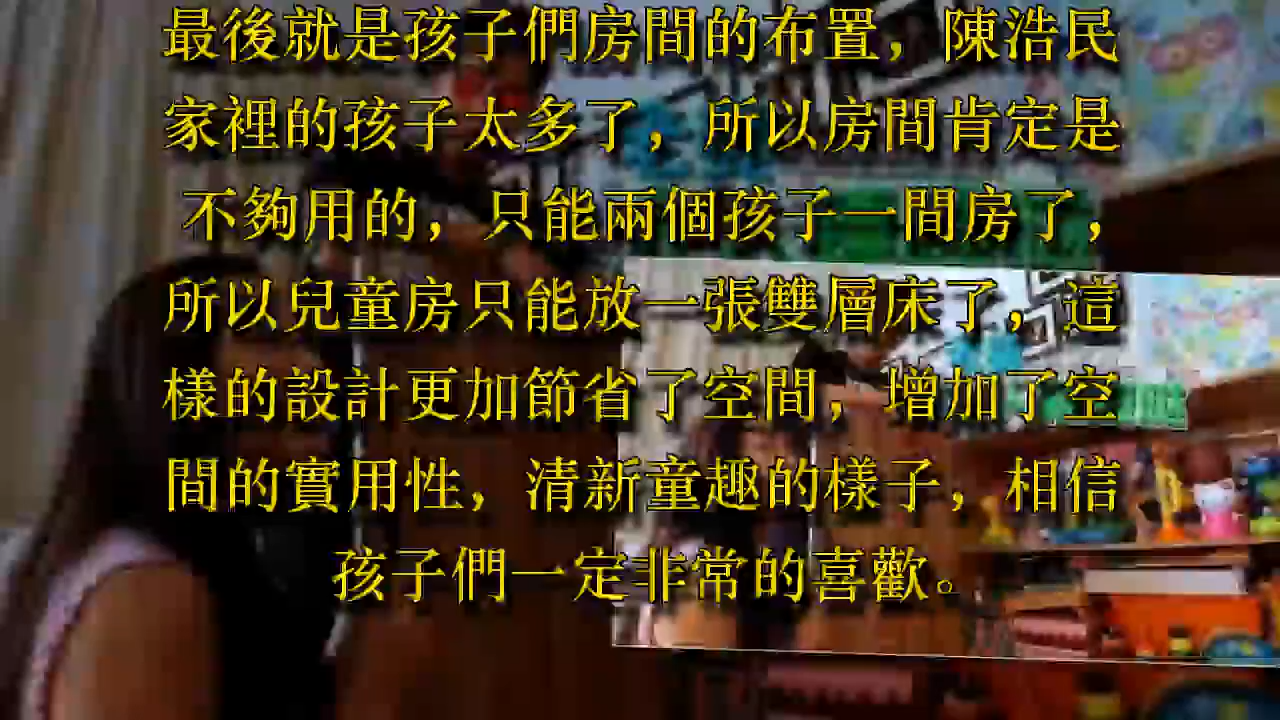 最後就是孩子們房間的布置，陳浩民
家裡的孩子太多了，所以房間肯定是
不夠用的，只能兩個孩子一間房了，
所以兒童房只能放一張雙層床了，這
樣的設計更加節省了空間，增加了空
間的實用性，清新童趣的樣子，相信
孩子們一定非常的喜歡。